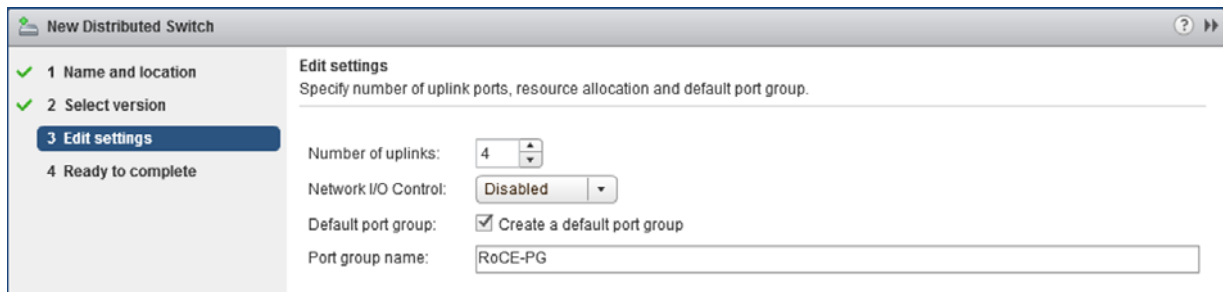 New Distributed Switch
?
1 Name and location
2 Select version
3 Edit settings
4 Ready to complete
Edit settings
Specify number of uplink ports, resource allocation and default port group.
Number of uplinks: 4
Network I/O Control: Disabled
Default port group: Create a default port group
Port group name: RoCE-PG